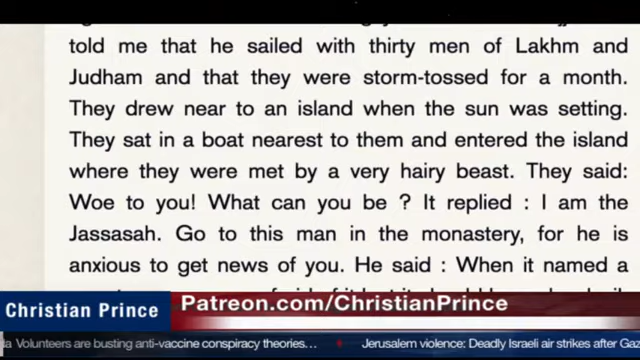 told me that he sailed with thirty men of Lakhm and
Judham and that they were storm-tossed for a month.
They drew near to an island when the sun was setting.
They sat in a boat nearest to them and entered the island
where they were met by a very hairy beast. They said:
Woe to you! What can you be ? It replied : I am the
Jassasah. Go to this man in the monastery, for he is
anxious to get news of you. He said : When it named a
Christian Prince
Patreon.com/ChristianPrince
Volunteers are busting anti-vaccine conspiracy theories...
Jerusalem violence: Deadly Israeli air strikes after